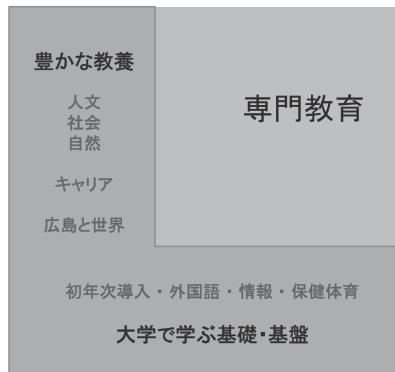 豊かな教養
人文
社会
自然
キャリア
広島と世界
専門教育
初年次導入・外国語・情報・保健体育
大学で学ぶ基礎・基盤